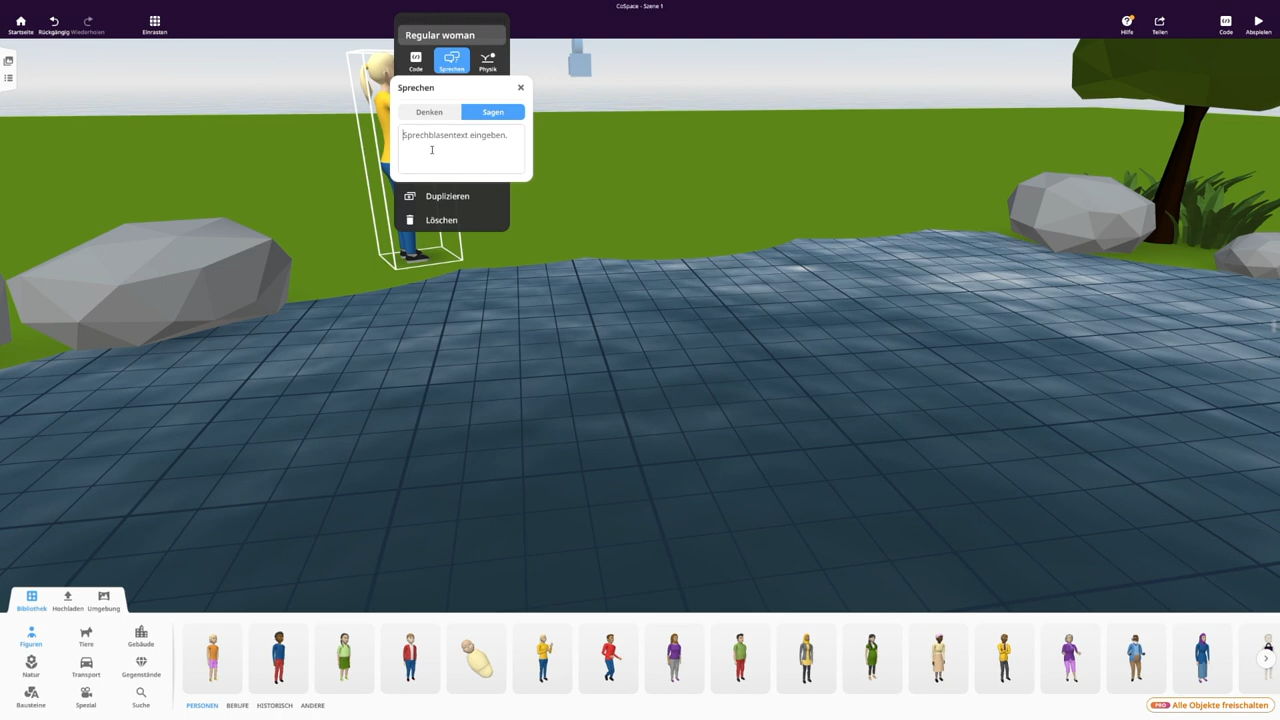 CoSpace - Szene 1
Startseite Rückgängig Wiederholen Einrasten Hilfe Teilen Code Abspielen
Regular woman
Code Sprechen Physik
Sprechen
Denken Sagen
Sprechblasentext eingeben.
Duplizieren
Löschen
Bibliothek Hochladen Umgebung
Figuren Tiere Gebäude
Natur Transport Gegenstände
Bausteine Spezial Suche
PERSONEN BERUFE HISTORISCH ANDERE
PRO Alle Objekte freischalten